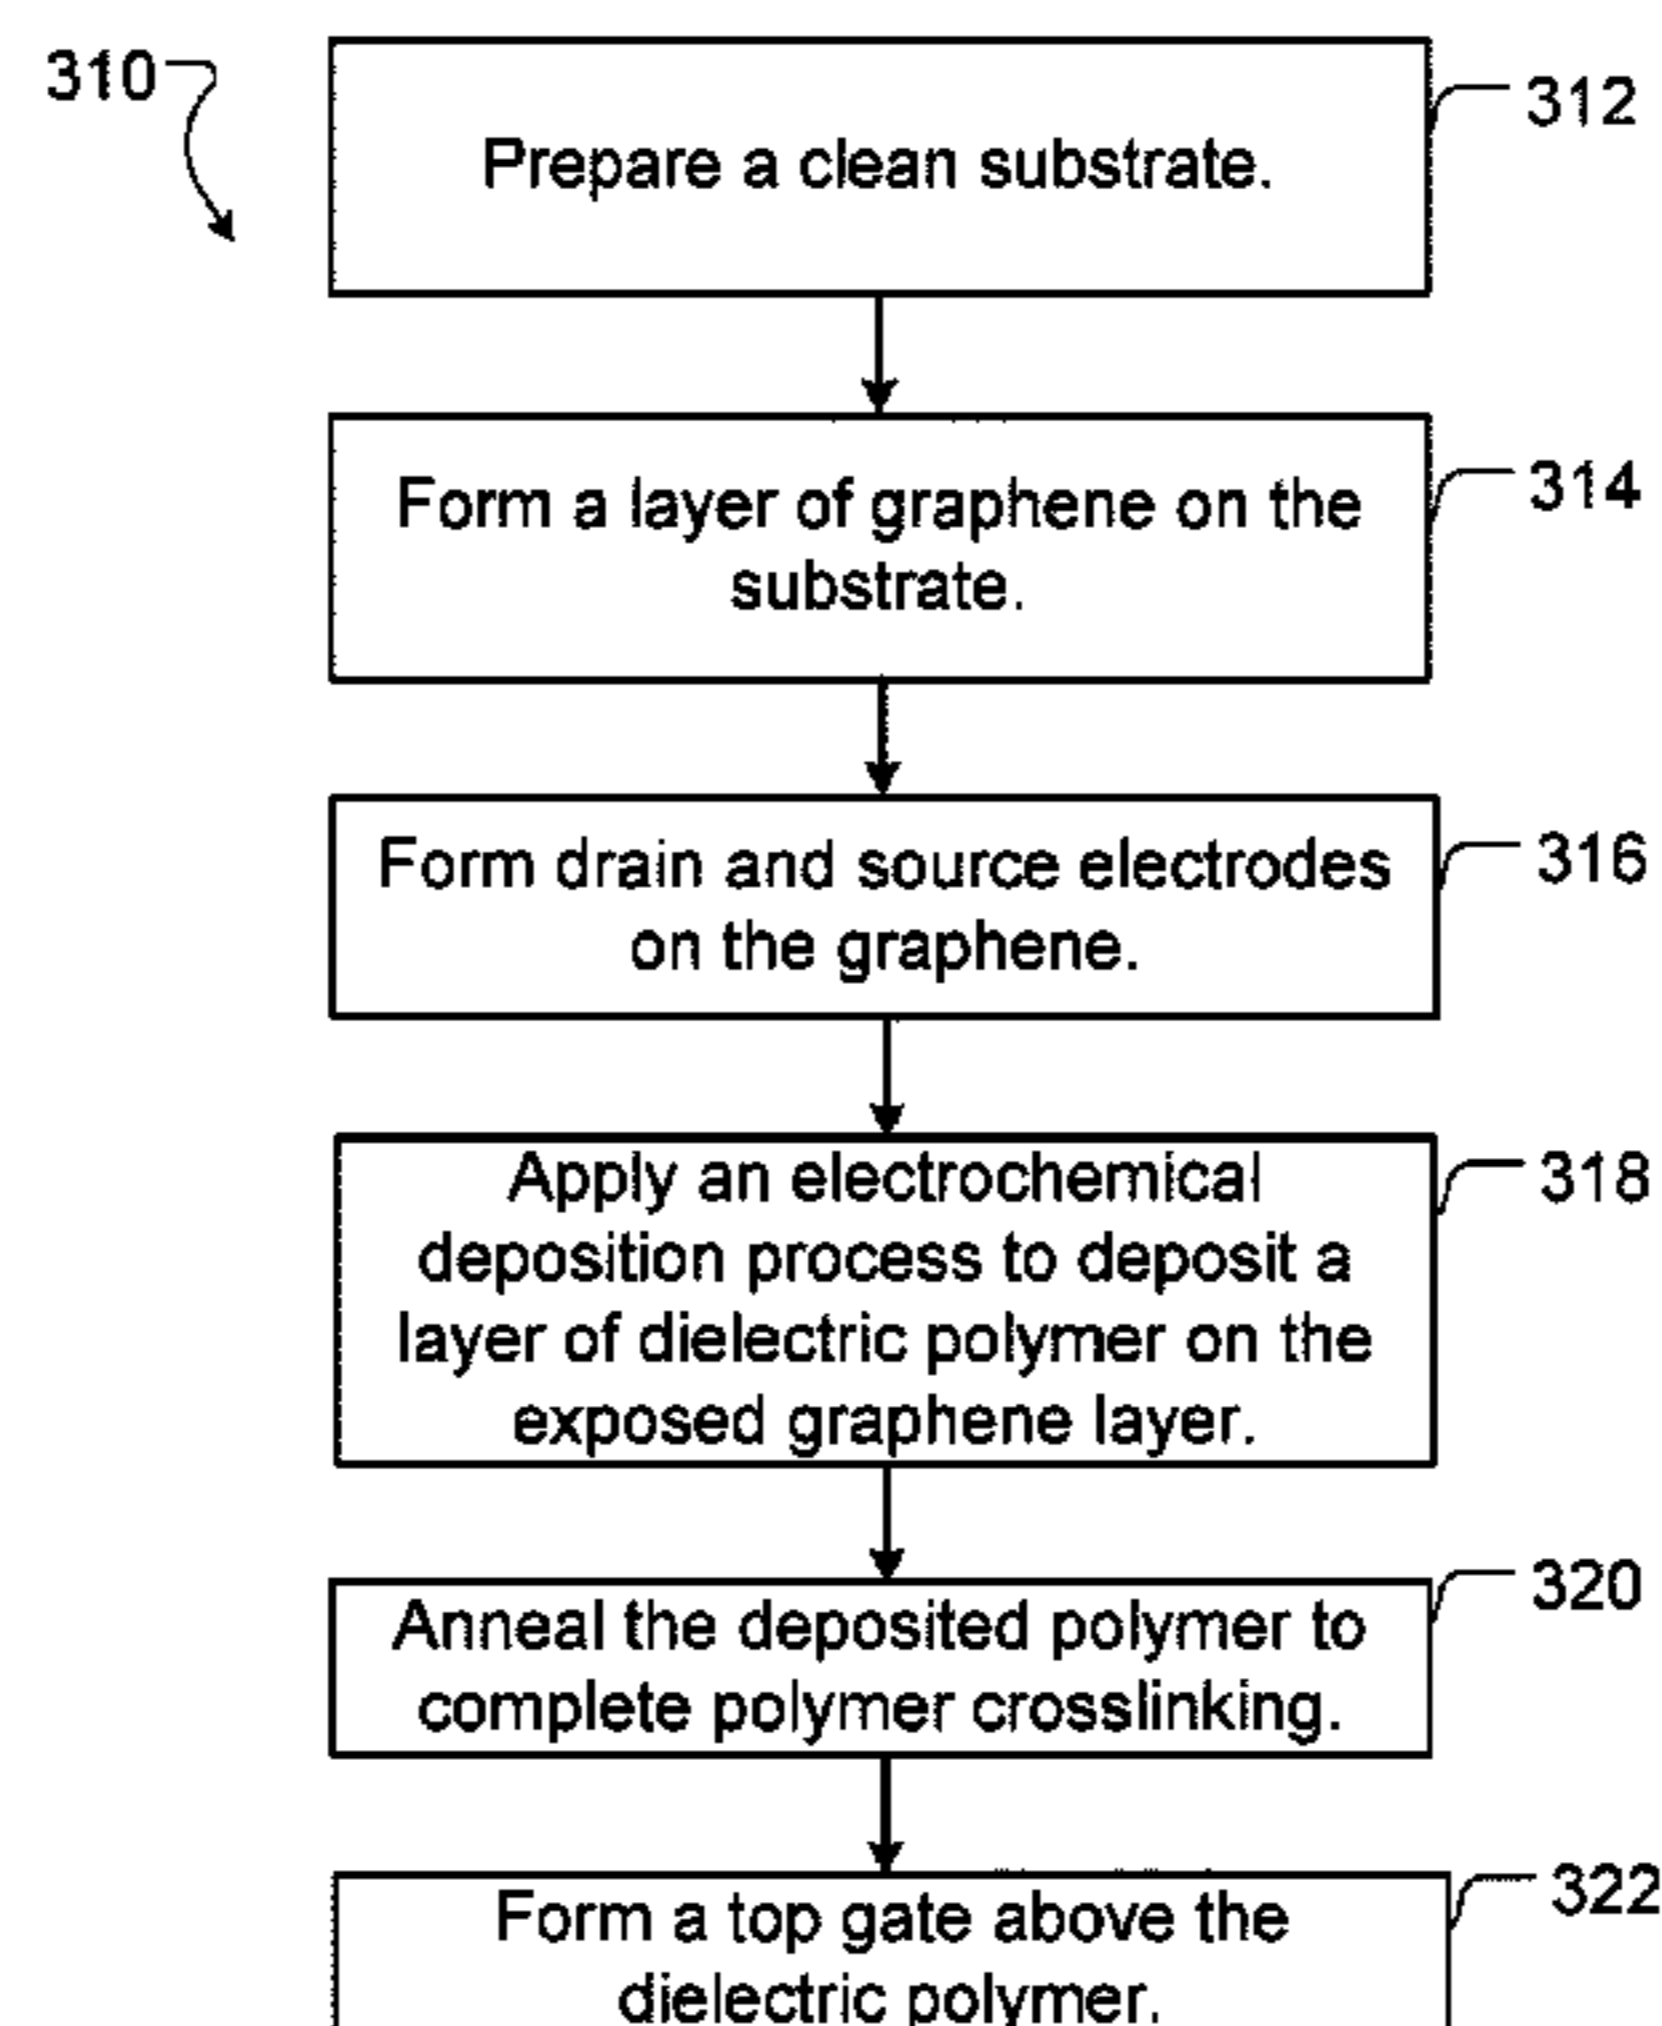 310
Prepare a clean substrate.
312
Form a layer of graphene on the
substrate.
314
Form drain and source electrodes
on the graphene.
316
Apply an electrochemical
deposition process to deposit a
layer of dielectric polymer on the
exposed graphene layer.
318
Anneal the deposited polymer to
complete polymer crosslinking.
320
Form a top gate above the
dielectric polymer.
322